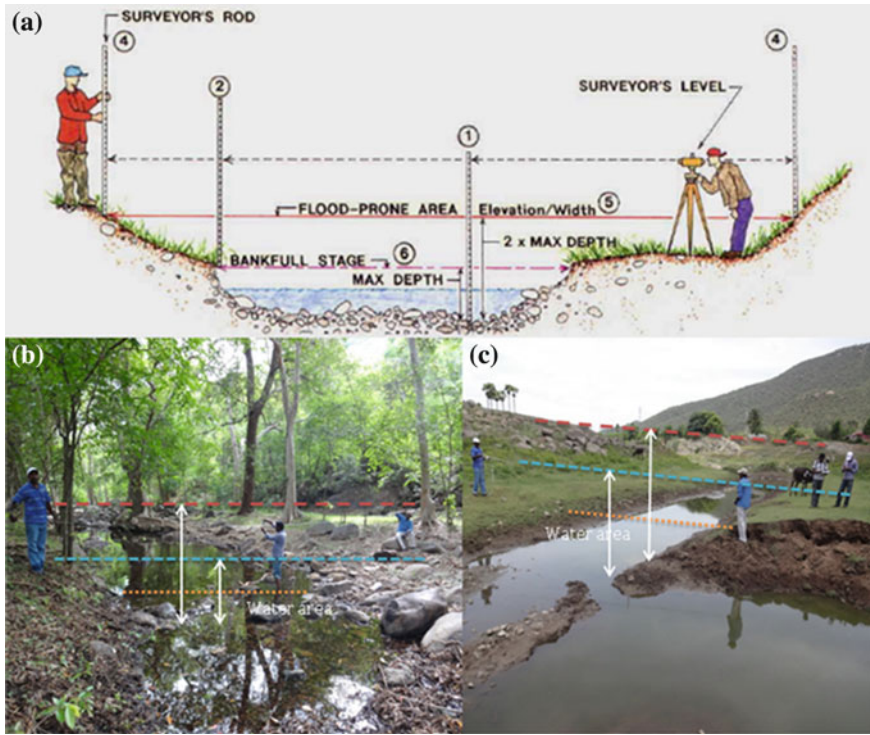 (a)
SURVEYOR'S ROD
④
④
②
SURVEYOR'S LEVEL
①
FLOOD-PRONE AREA Elevation/Width ⑤
2 x MAX DEPTH
BANKFULL STAGE ⑥
MAX DEPTH
(b)
(c)
Water area
Water area